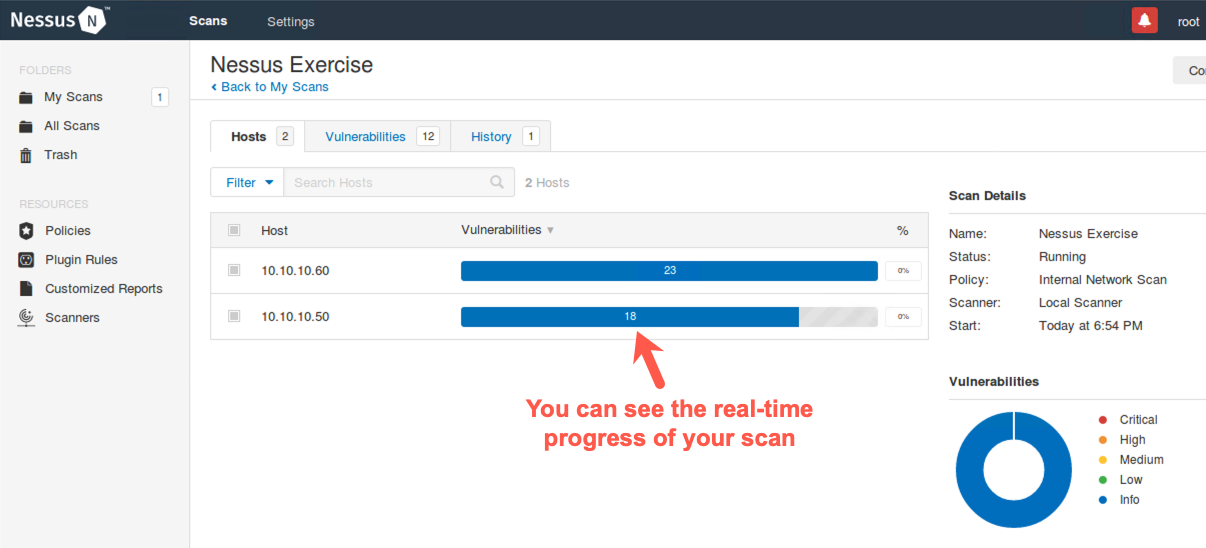 Nessus N ™
Scans
Settings
root
FOLDERS
My Scans 1
All Scans
Trash
RESOURCES
Policies
Plugin Rules
Customized Reports
Scanners
Nessus Exercise
Back to My Scans
Hosts 2
Vulnerabilities 12
History 1
Filter
Search Hosts
2 Hosts
Host Vulnerabilities %
10.10.10.60 23 0%
10.10.10.50 18 0%
You can see the real-time
progress of your scan
Scan Details
Name: Nessus Exercise
Status: Running
Policy: Internal Network Scan
Scanner: Local Scanner
Start: Today at 6:54 PM
Vulnerabilities
Critical
High
Medium
Low
Info